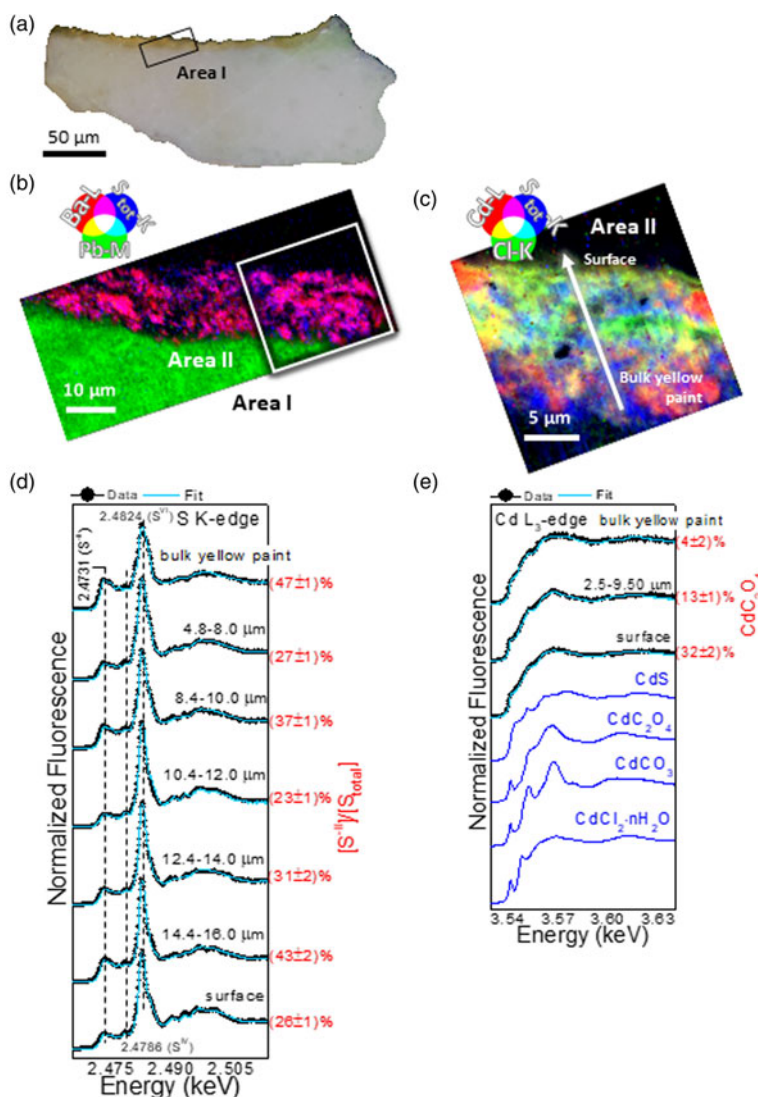 (a)
Area I
50 μm
(b)
Ba-L
S tot -K
Pb-M
Area II
10 μm
Area I
(c)
Cd-L
S tot -K
Cl-K
Area II
Surface
Bulk yellow
paint
5 μm
(d)
Data Fit
2.4824 (S^VI) S K-edge
2.4731 (S^-II)
bulk yellow paint
(47±1)%
4.8-8.0 μm
(27±1)%
8.4-10.0 μm
(37±1)%
10.4-12.0 μm
(23±1)%
12.4-14.0 μm
(31±2)%
14.4-16.0 μm
(43±2)%
surface
(26±1)%
2.4786 (S^IV)
Normalized Fluorescence
[S^-II]/[S_total]
2.475 2.490 2.505
Energy (keV)
(e)
Data Fit
Cd L3-edge bulk yellow paint
(4±2)%
2.5-9.50 μm
(13±1)%
surface
(32±2)%
CdS
CdC2O4
CdCO3
CdCl2·nH2O
Normalized Fluorescence
CdC2O4
3.54 3.57 3.60 3.63
Energy (keV)